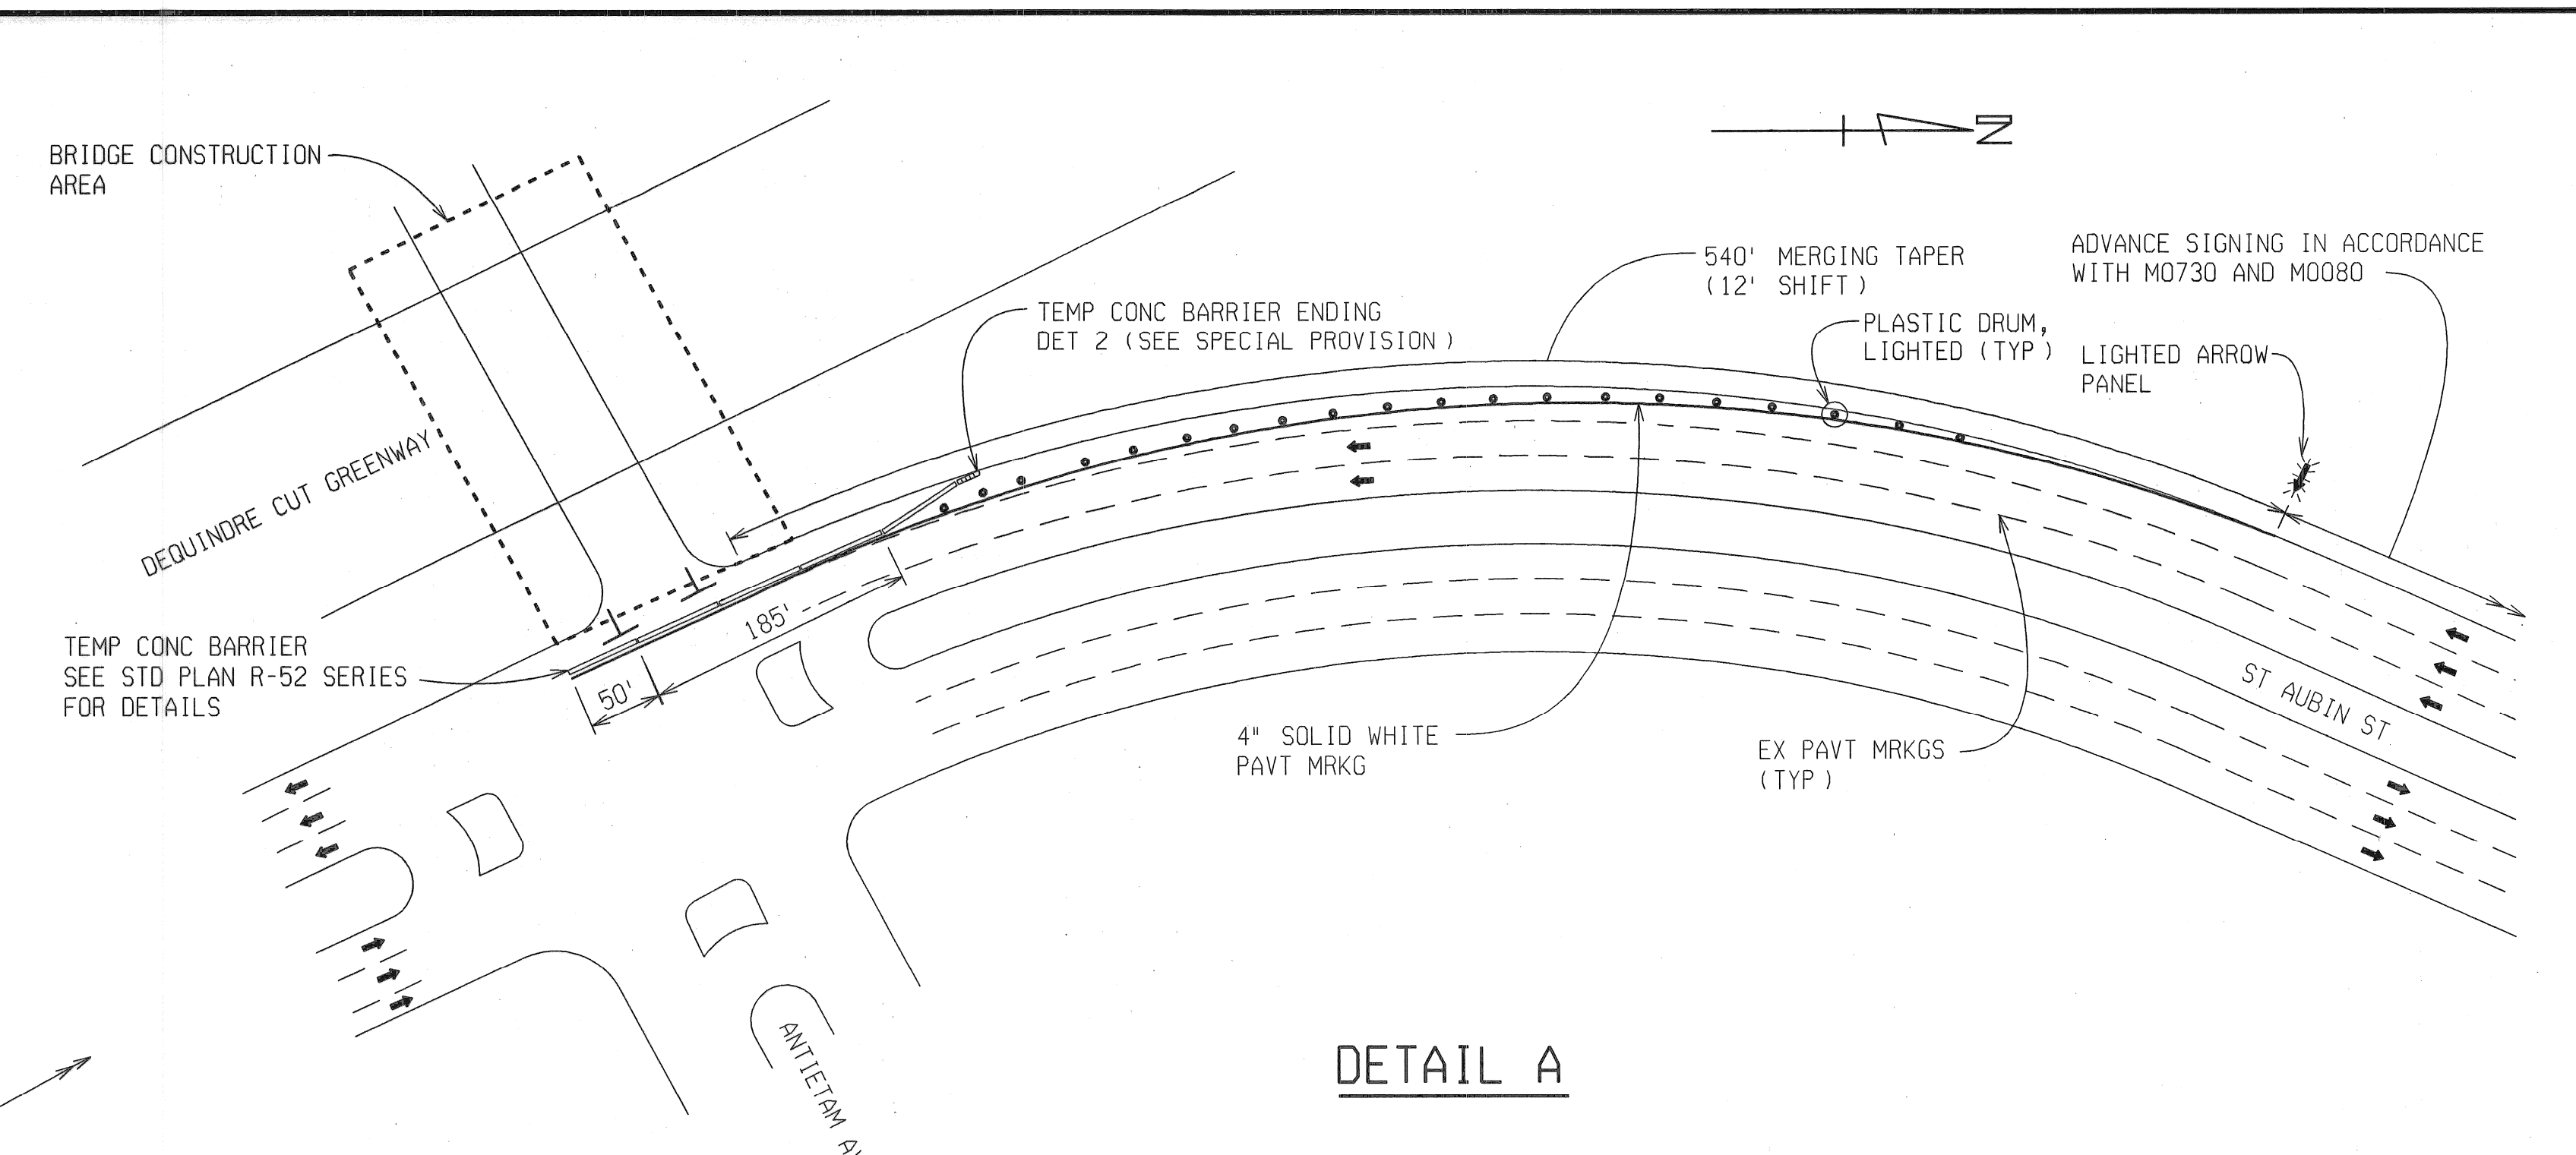 BRIDGE CONSTRUCTION
AREA
N
540' MERGING TAPER
(12' SHIFT)
ADVANCE SIGNING IN ACCORDANCE
WITH M0730 AND M0080
TEMP CONC BARRIER ENDING
DET 2 (SEE SPECIAL PROVISION)
PLASTIC DRUM,
LIGHTED (TYP)
LIGHTED ARROW
PANEL
DEQUINDRE CUT GREENWAY
TEMP CONC BARRIER
SEE STD PLAN R-52 SERIES
FOR DETAILS
185'
50'
4" SOLID WHITE
PAVT MRKG
EX PAVT MRKGS
(TYP)
ST AUBIN ST
ANTIETAM
DETAIL A